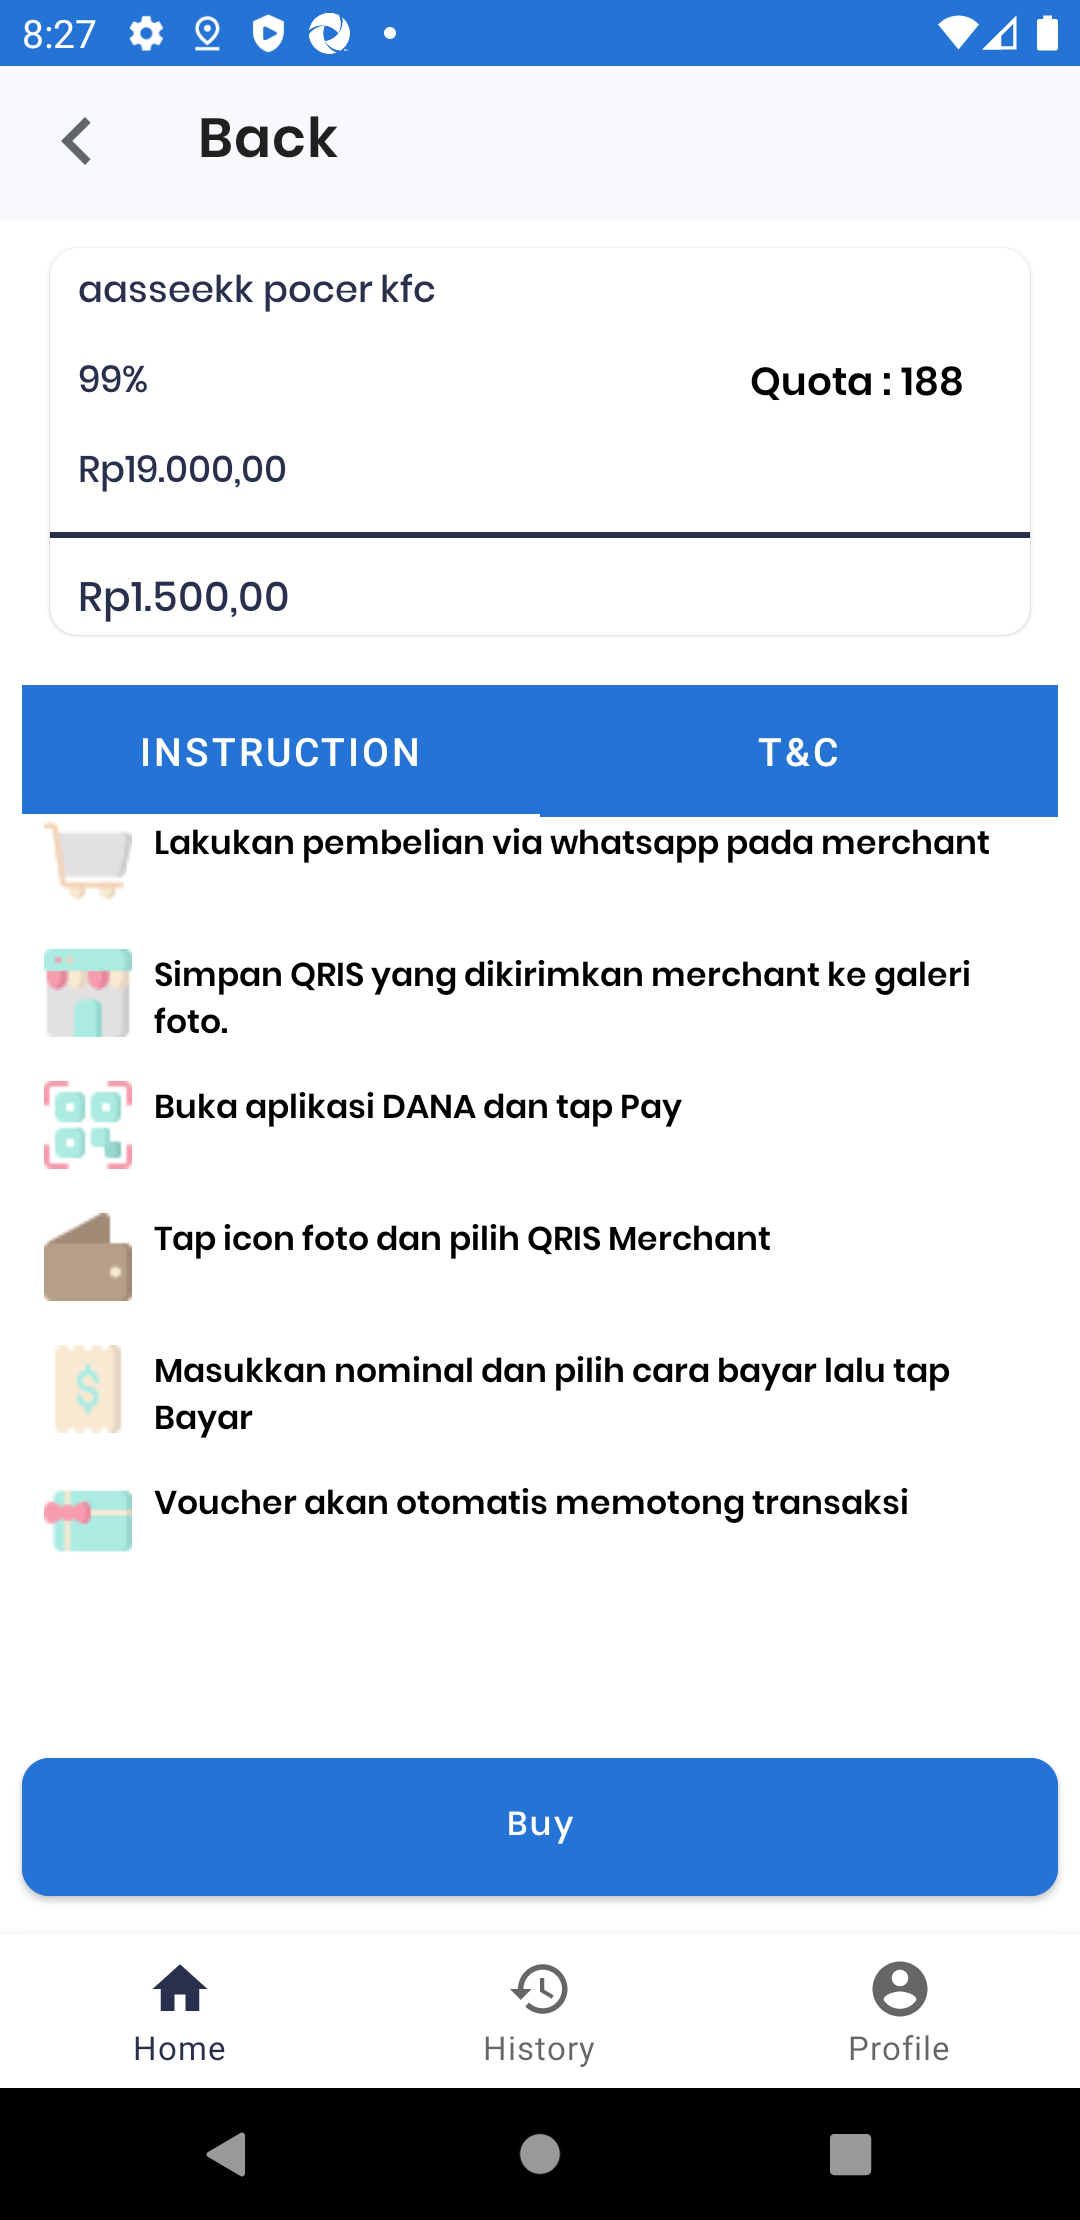 8:27
Back
aasseekk pocer kfc
99%
Quota : 188
Rp19.000,00
Rp1.500,00
INSTRUCTION
T&C
Lakukan pembelian via whatsapp pada merchant
Simpan QRIS yang dikirimkan merchant ke galeri
foto.
Buka aplikasi DANA dan tap Pay
Tap icon foto dan pilih QRIS Merchant
$
Masukkan nominal dan pilih cara bayar lalu tap
Bayar
Voucher akan otomatis memotong transaksi
Buy
Home
History
Profile